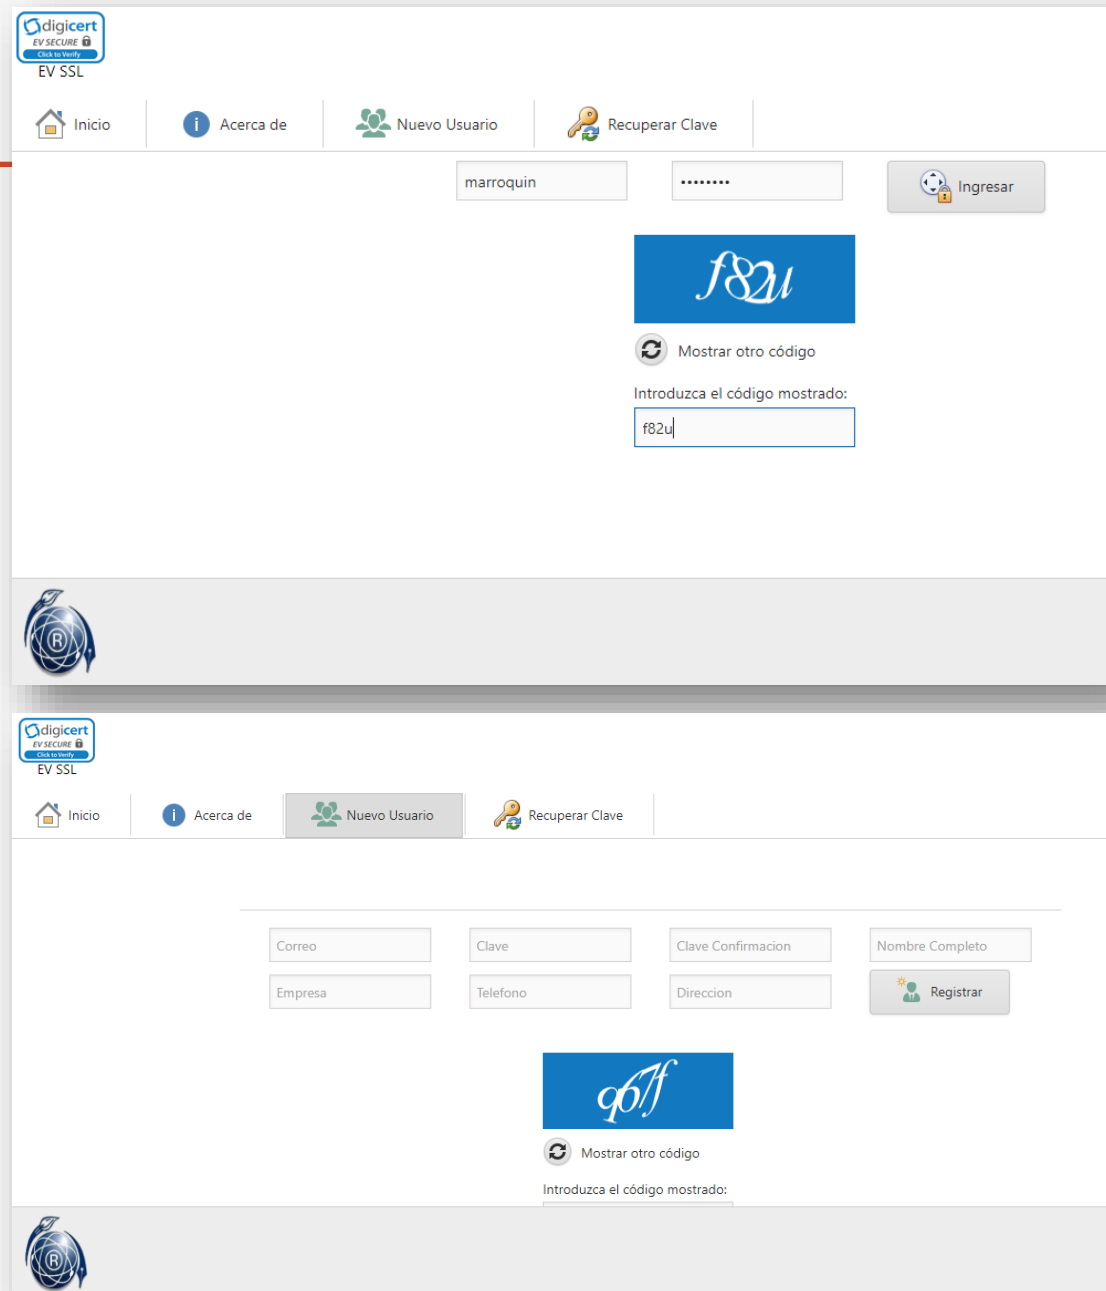 digicert
EV SECURE
Click to Verify
EV SSL
Inicio
Acerca de
Nuevo Usuario
Recuperar Clave
marroquin
••••••••
Ingresar
f82u
Mostrar otro código
Introduzca el código mostrado:
f82u
R
digicert
EV SECURE
Click to Verify
EV SSL
Inicio
Acerca de
Nuevo Usuario
Recuperar Clave
Correo
Clave
Clave Confirmacion
Nombre Completo
Empresa
Telefono
Direccion
Registrar
q67f
Mostrar otro código
Introduzca el código mostrado:
R